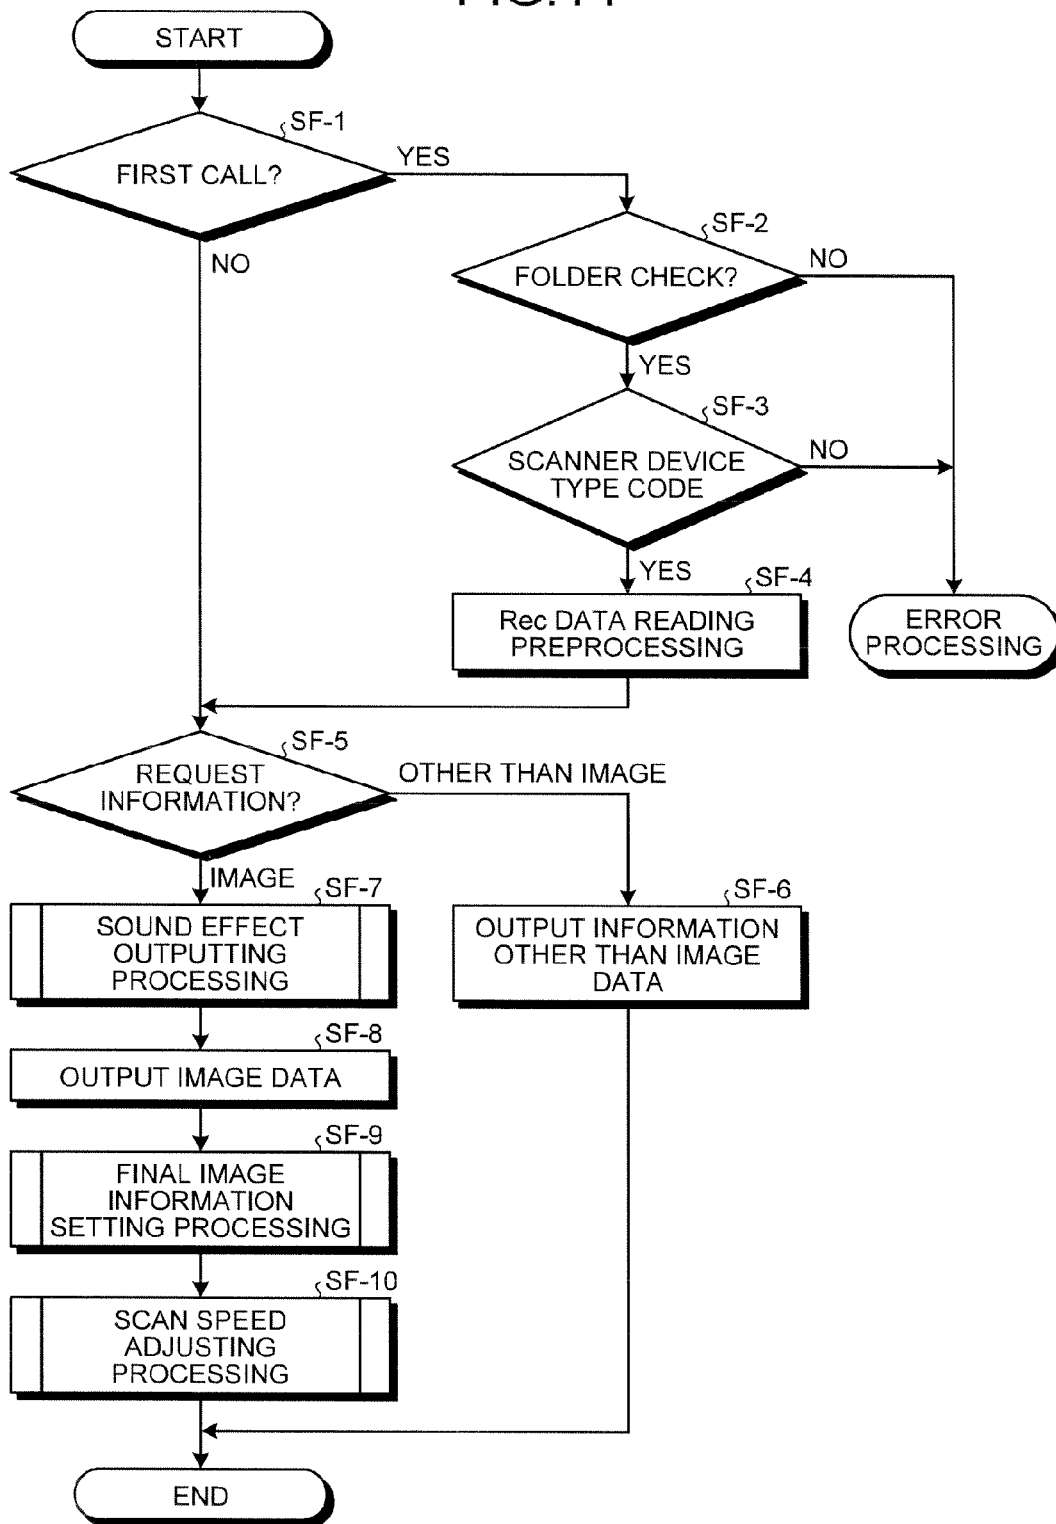 START
SF-1
FIRST CALL?
YES
NO
SF-2
FOLDER CHECK?
NO
YES
SF-3
SCANNER DEVICE
TYPE CODE
NO
YES
SF-4
Rec DATA READING
PREPROCESSING
ERROR
PROCESSING
SF-5
REQUEST
INFORMATION?
OTHER THAN IMAGE
IMAGE
SF-6
OUTPUT INFORMATION
OTHER THAN IMAGE
DATA
SF-7
SOUND EFFECT
OUTPUTTING
PROCESSING
SF-8
OUTPUT IMAGE DATA
SF-9
FINAL IMAGE
INFORMATION
SETTING PROCESSING
SF-10
SCAN SPEED
ADJUSTING
PROCESSING
END